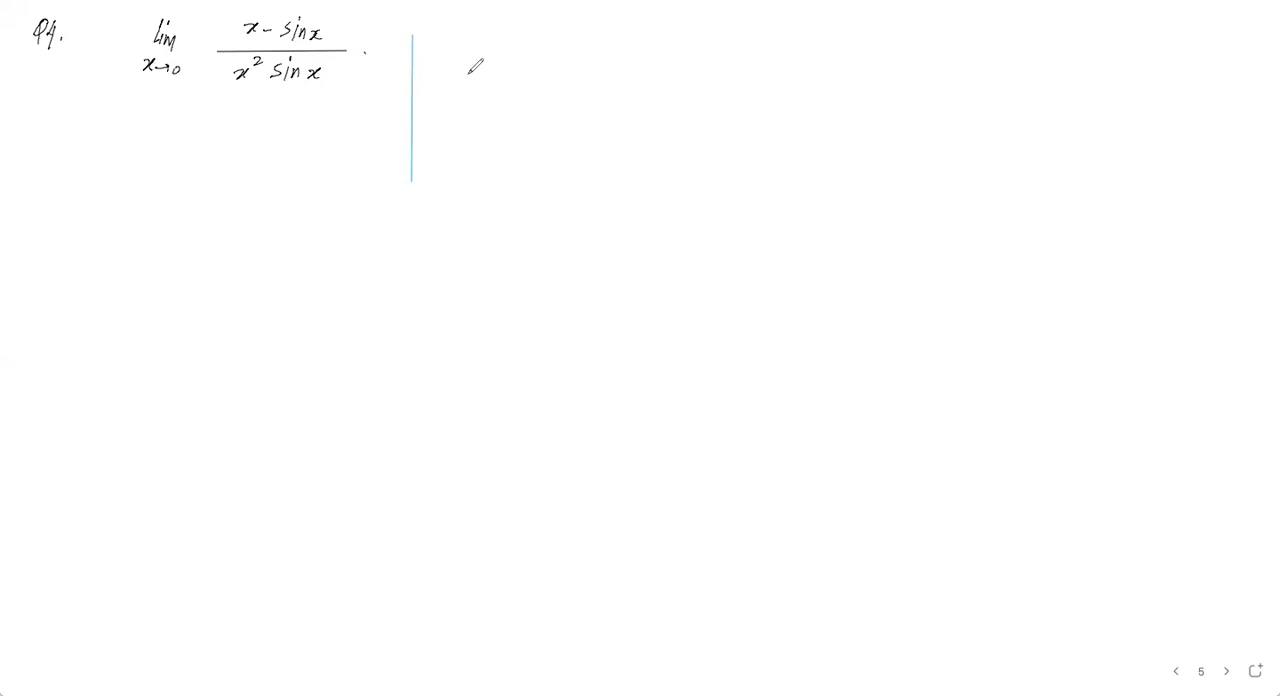 Q4. lim x→0 x - sin x / x² sin x .
5